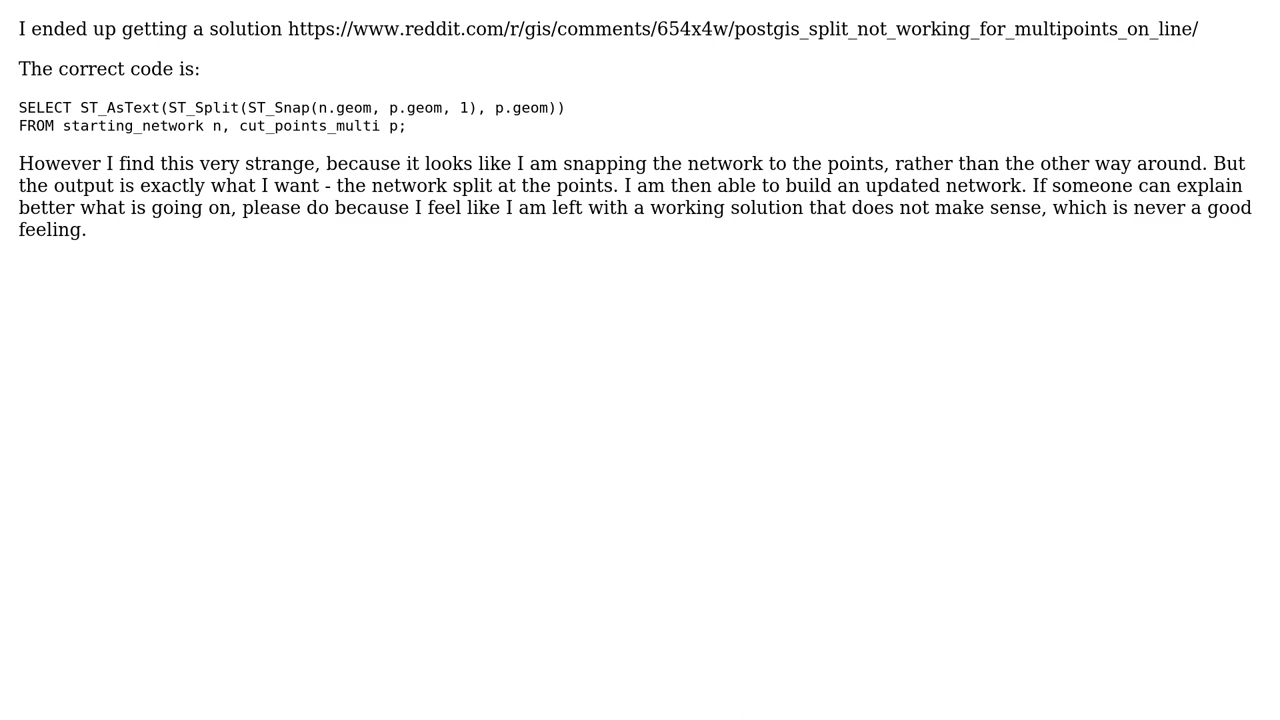 I ended up getting a solution https://www.reddit.com/r/gis/comments/654x4w/postgis_split_not_working_for_multipoints_on_line/
The correct code is:
SELECT ST_AsText(ST_Split(ST_Snap(n.geom, p.geom, 1), p.geom))
FROM starting_network n, cut_points_multi p;
However I find this very strange, because it looks like I am snapping the network to the points, rather than the other way around. But
the output is exactly what I want - the network split at the points. I am then able to build an updated network. If someone can explain
better what is going on, please do because I feel like I am left with a working solution that does not make sense, which is never a good
feeling.